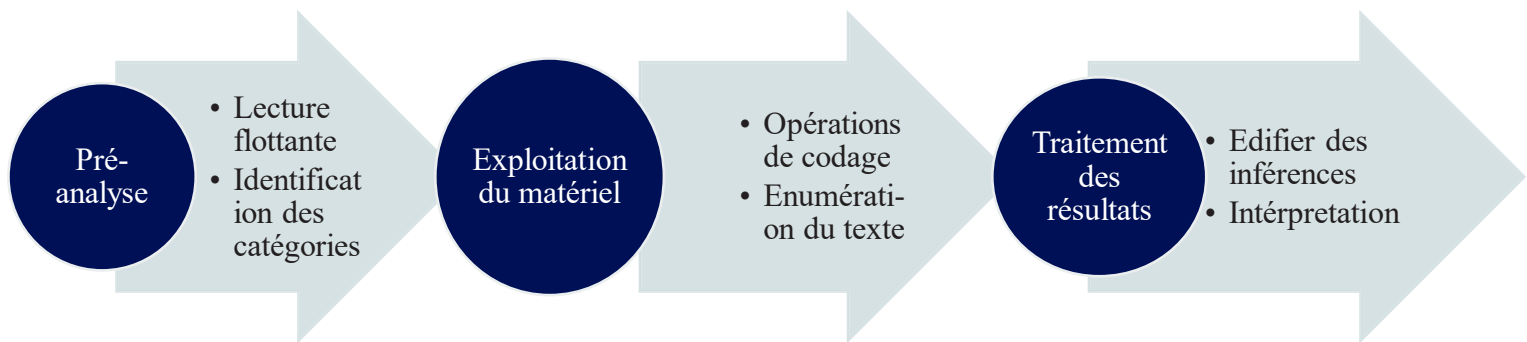 Pré-
analyse
• Lecture
flottante
• Identificat
ion des
catégories
Exploitation
du matériel
• Opérations
de codage
• Enumérati-
on du texte
Traitement
des
résultats
• Edifier des
inférences
• Intérpretation